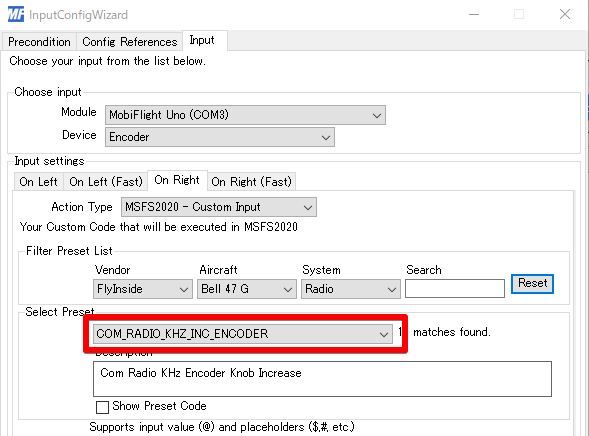 MF InputConfigWizard
Precondition Config References Input
Choose your input from the list below.
Choose input
Module MobiFlight Uno (COM3)
Device Encoder
Input settings
On Left On Left (Fast) On Right On Right (Fast)
Action Type MSFS2020 - Custom Input
Your Custom Code that will be executed in MSFS2020
Filter Preset List
Vendor Aircraft System Search
FlyInside Bell 47 G Radio Reset
Select Preset
COM_RADIO_KHZ_INC_ENCODER matches found.
Description
Com Radio KHz Encoder Knob Increase
Show Preset Code
Supports input value (@) and placeholders ($,#, etc.)